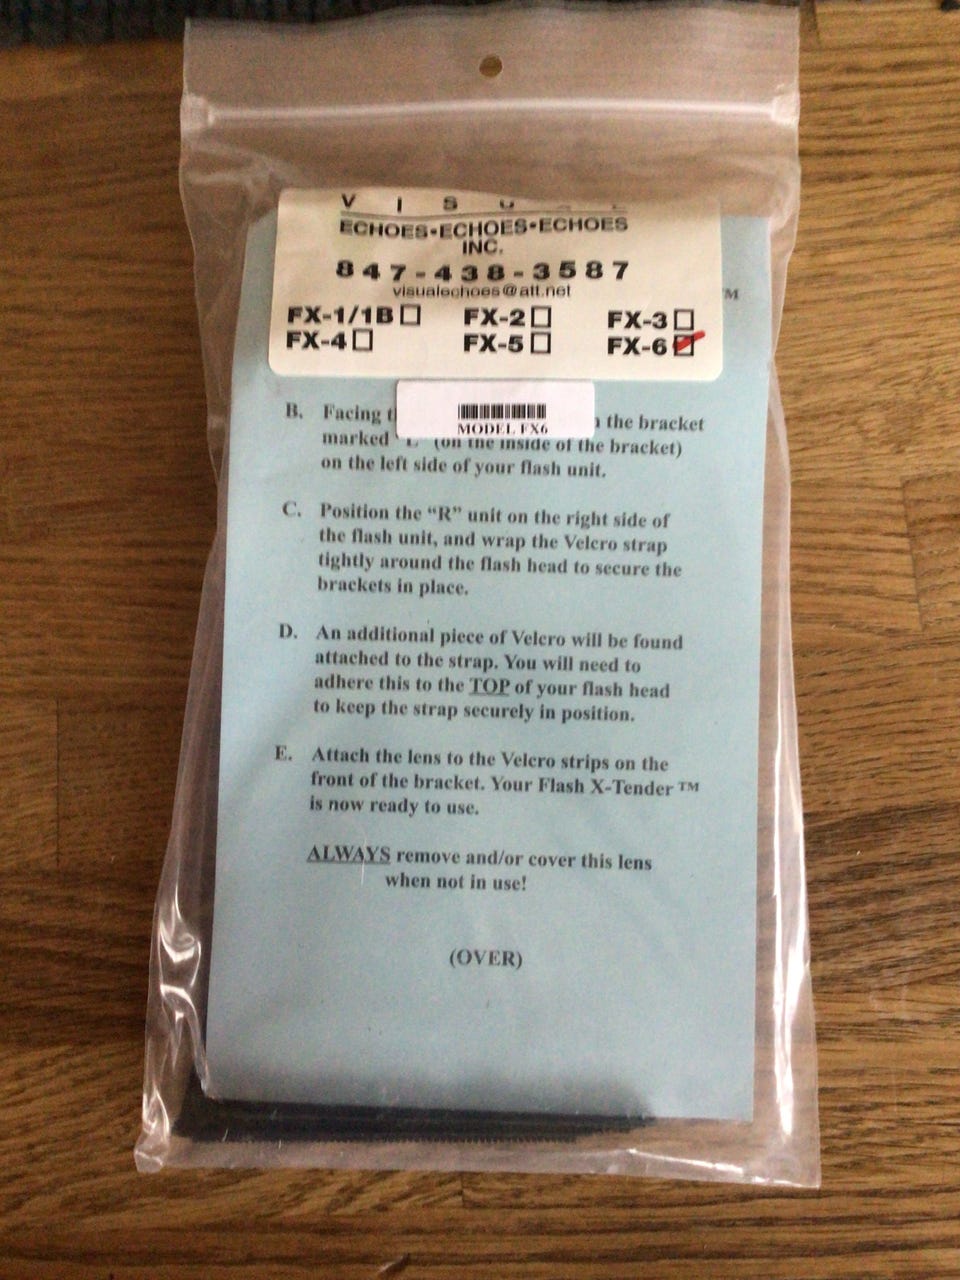 V I S U
ECHOES•ECHOES•ECHOES
INC.
847-438-3587
visualechoes@att.net
FX-1/1B FX-2 FX-3
FX-4 FX-5 FX-6
TM
MODEL FX6
B. Facing the bracket
marked "L" (on the inside of the bracket)
on the left side of your flash unit.
C. Position the “R” unit on the right side of
the flash unit, and wrap the Velcro strap
tightly around the flash head to secure the
brackets in place.
D. An additional piece of Velcro will be found
attached to the strap. You will need to
adhere this to the TOP of your flash head
to keep the strap securely in position.
E. Attach the lens to the Velcro strips on the
front of the bracket. Your Flash X-Tender ™
is now ready to use.
ALWAYS remove and/or cover this lens
when not in use!
(OVER)